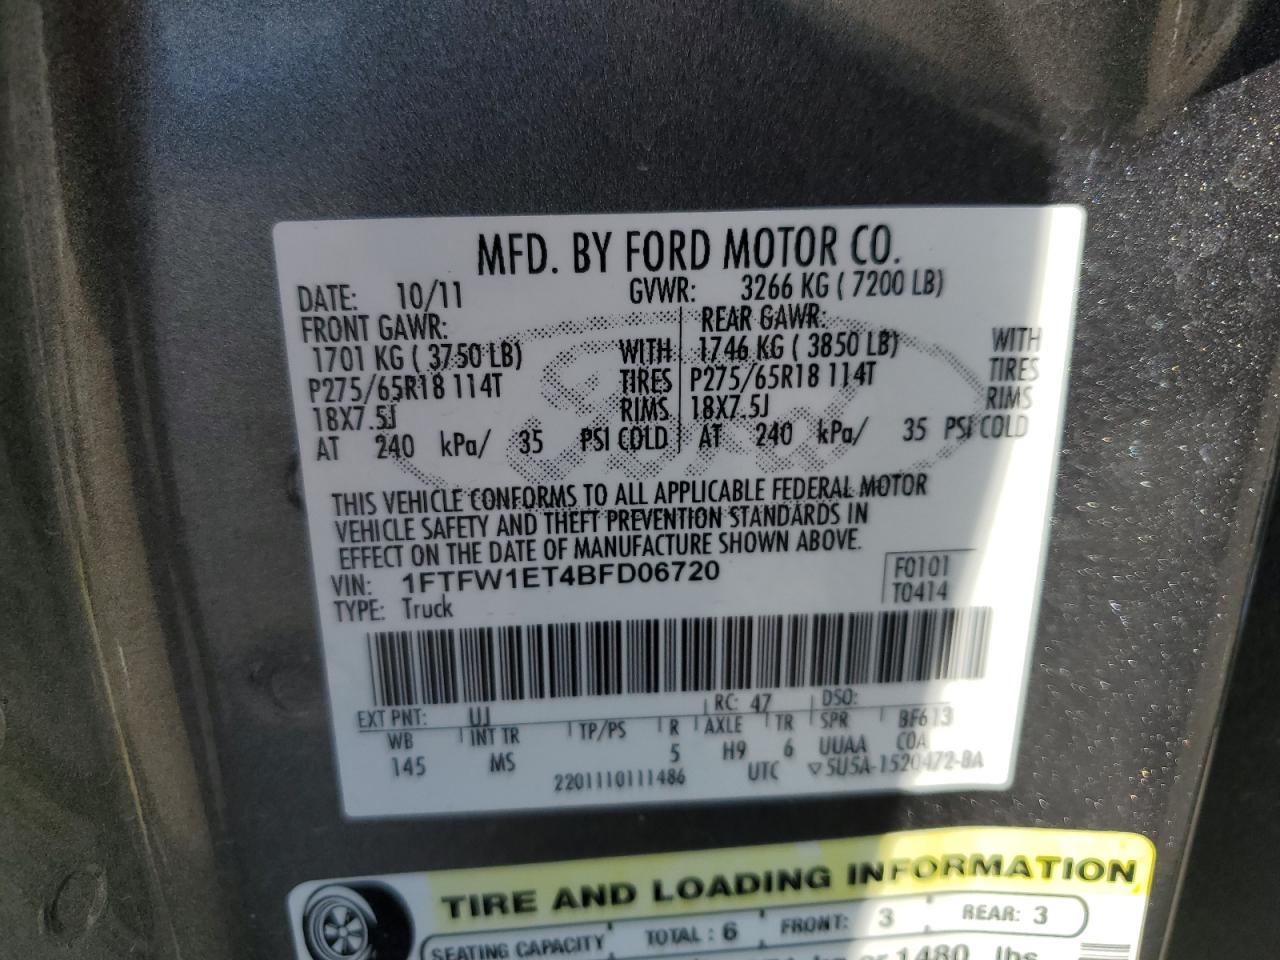 MFD. BY FORD MOTOR CO.
DATE: 10/11 GVWR: 3266 KG ( 7200 LB)
FRONT GAWR: REAR GAWR:
1701 KG ( 3750 LB) WITH 1746 KG ( 3850 LB) WITH
P275/65R18 114T TIRES P275/65R18 114T TIRES
18X7.5J RIMS 18X7.5J RIMS
AT 240 kPa/ 35 PSI COLD AT 240 kPa/ 35 PSI COLD
Ford
THIS VEHICLE CONFORMS TO ALL APPLICABLE FEDERAL MOTOR
VEHICLE SAFETY AND THEFT PREVENTION STANDARDS IN
EFFECT ON THE DATE OF MANUFACTURE SHOWN ABOVE.
VIN: 1FTFW1ET4BFD06720 F0101
TYPE: Truck T0414
EXT PNT: UJ RC: 47 DSO:
WB INT TR TP/PS R AXLE TR SPR BF613
145 MS 5 H9 6 UUAA COA
2201110111486 UTC ▽5U5A-1520472-BA
TIRE AND LOADING INFORMATION
SEATING CAPACITY TOTAL : 6 FRONT: 3 REAR: 3
or 1480 lbs